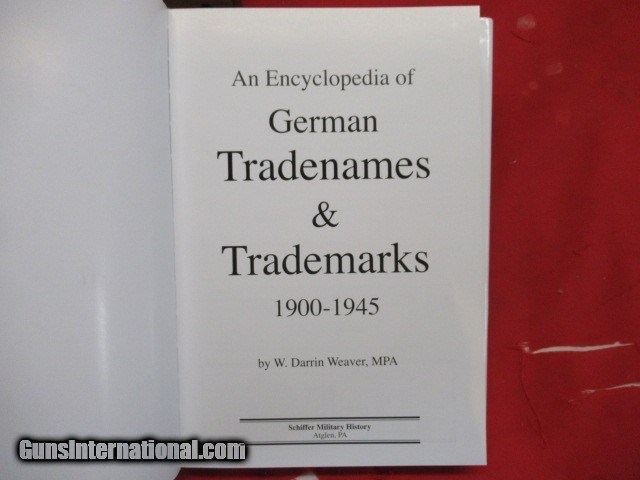 An Encyclopedia of
German
Tradenames
&
Trademarks
1900-1945
by W. Darrin Weaver, MPA
Schiffer Military History
Atglen, PA
GunsInternational.com